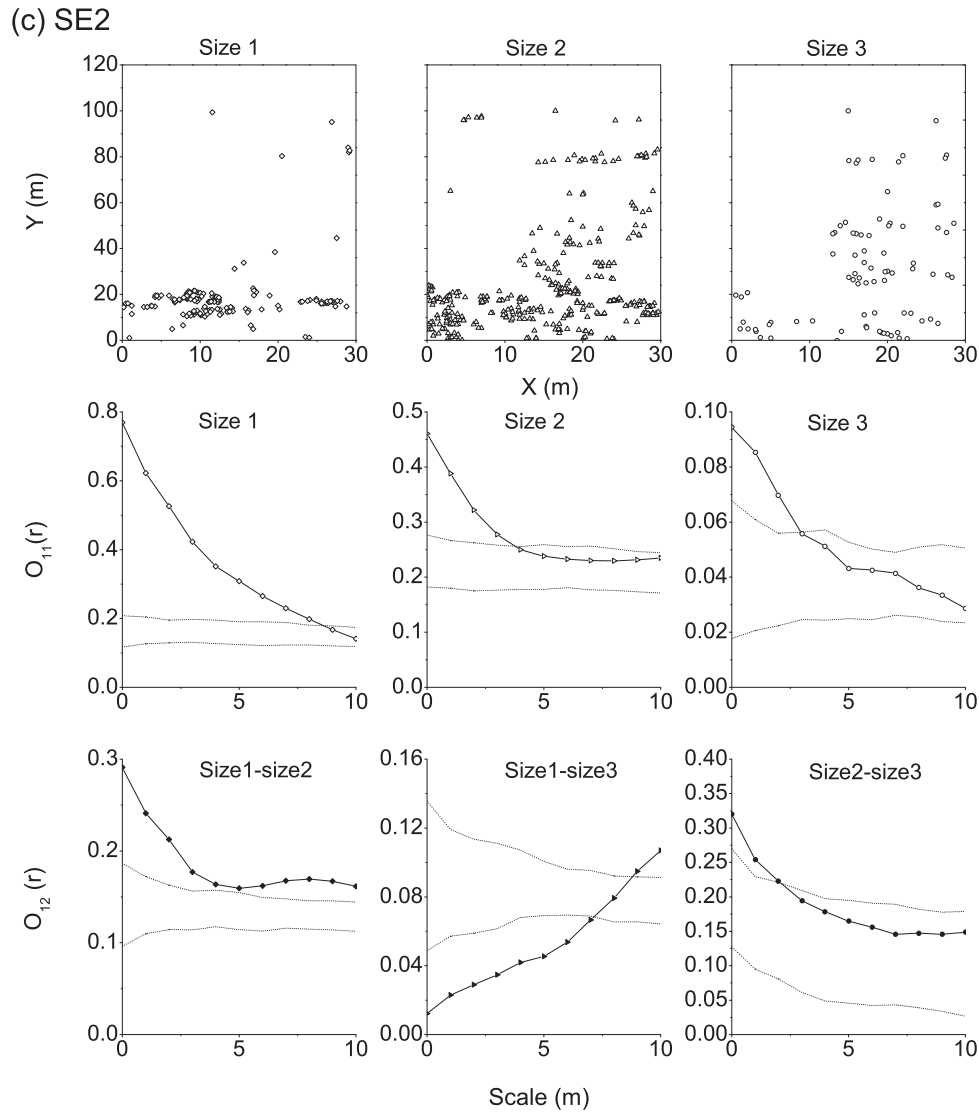 (c) SE2
Size 1 Size 2 Size 3
120
100
80
60
40
20
0
Y (m)
0 10 20 30 0 10 20 30 0 10 20 30
X (m)
Size 1 Size 2 Size 3
0.8 0.5 0.10
0.6 0.4 0.08
0.4 0.3 0.06
0.2 0.2 0.04
0.0 0.1 0.02
0.0 0.00
O₁₁(r)
0 5 10 0 5 10 0 5 10
Size1-size2 Size1-size3 Size2-size3
0.3 0.16 0.40
0.2 0.12 0.35
0.1 0.08 0.30
0.0 0.04 0.25
0.00 0.20
0.15
0.10
0.05
0.00
O₁₂ (r)
0 5 10 0 5 10 0 5 10
Scale (m)